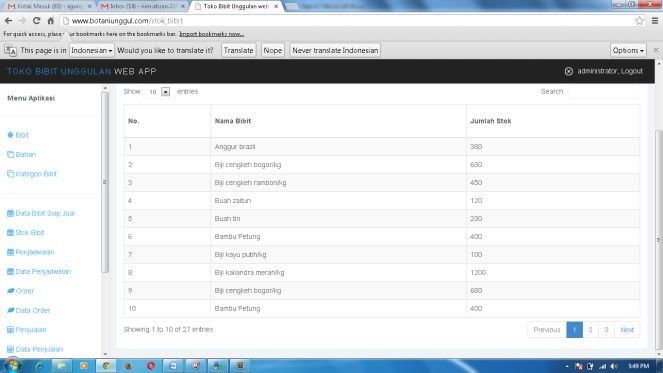 Kotak Masuk (83) - agung
Inbox (14) - nim.ahsan.22
Toko Bibit Unggulan web
www.botaniunggul.com/stok_bibit
For quick access, place your bookmarks here on the bookmarks bar. Import bookmarks now...
This page is in Indonesian Would you like to translate it? Translate Nope Never translate Indonesian Options
TOKO BIBIT UNGGULAN WEB APP
administrator, Logout
Menu Aplikasi
Bibit
Bahan
Kategori Bibit
Data Bibit Siap Jual
Stok Bibit
Penjadwalan
Data Penjadwalan
Order
Data Order
Penjualan
Data Penjualan
Show 10 entries
Search:
No. Nama Bibit Jumlah Stok
1 Anggur brazil 380
2 Biji cengkeh bogor/kg 680
3 Biji cengkeh rambon/kg 450
4 Buah zaitun 120
5 Buah tin 230
6 Bambu Petung 400
7 Biji kayu putih/kg 100
8 Biji kaliandra merah/kg 1200
9 Biji cengkeh bogor/kg 680
10 Bambu Petung 400
Showing 1 to 10 of 27 entries
Previous 1 2 3 Next
5:49 PM